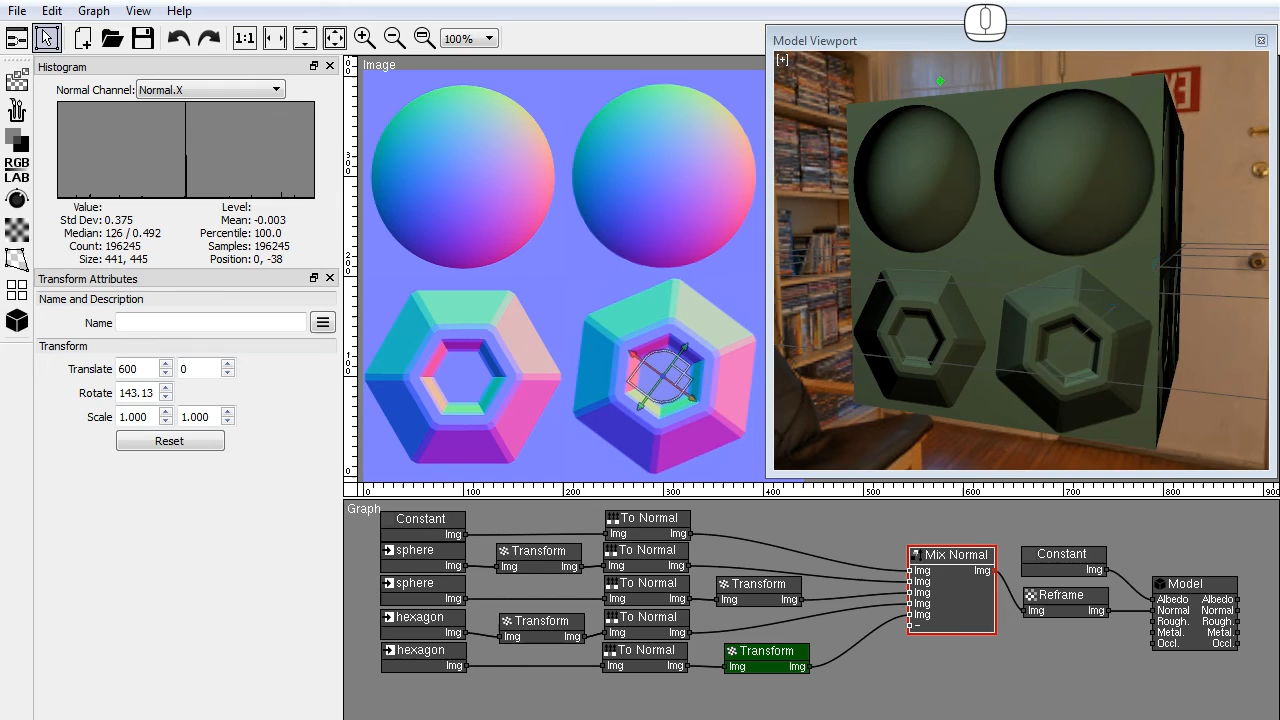 File Edit Graph View Help
1:1
100%
Histogram
Normal Channel: Normal.X
Value: Level:
Std Dev: 0.375 Mean: -0.003
Median: 126 / 0.492 Percentile: 100.0
Count: 196245 Samples: 196245
Size: 441, 445 Position: 0, -38
RGB
LAB
Transform Attributes
Name and Description
Name
Transform
Translate 600 0
Rotate 143.13
Scale 1.000 1.000
Reset
Image
300
200
100
0
0 200 300 400 500 600 700 800 900
Model Viewport
[+]
Graph
Constant
Img
sphere
Img
sphere
Img
hexagon
Img
hexagon
Img
Transform
Img Img
Transform
Img Img
To Normal
Img Img
To Normal
Img Img
To Normal
Img Img
To Normal
Img Img
To Normal
Img Img
Transform
Img Img
Transform
Img Img
Mix Normal
Img Img
Img
Img
Img
Img
Constant
Img
Reframe
Img Img
Model
Albedo Albedo
Normal Normal
Rough. Rough.
Metal. Metal.
Occl. Occl.